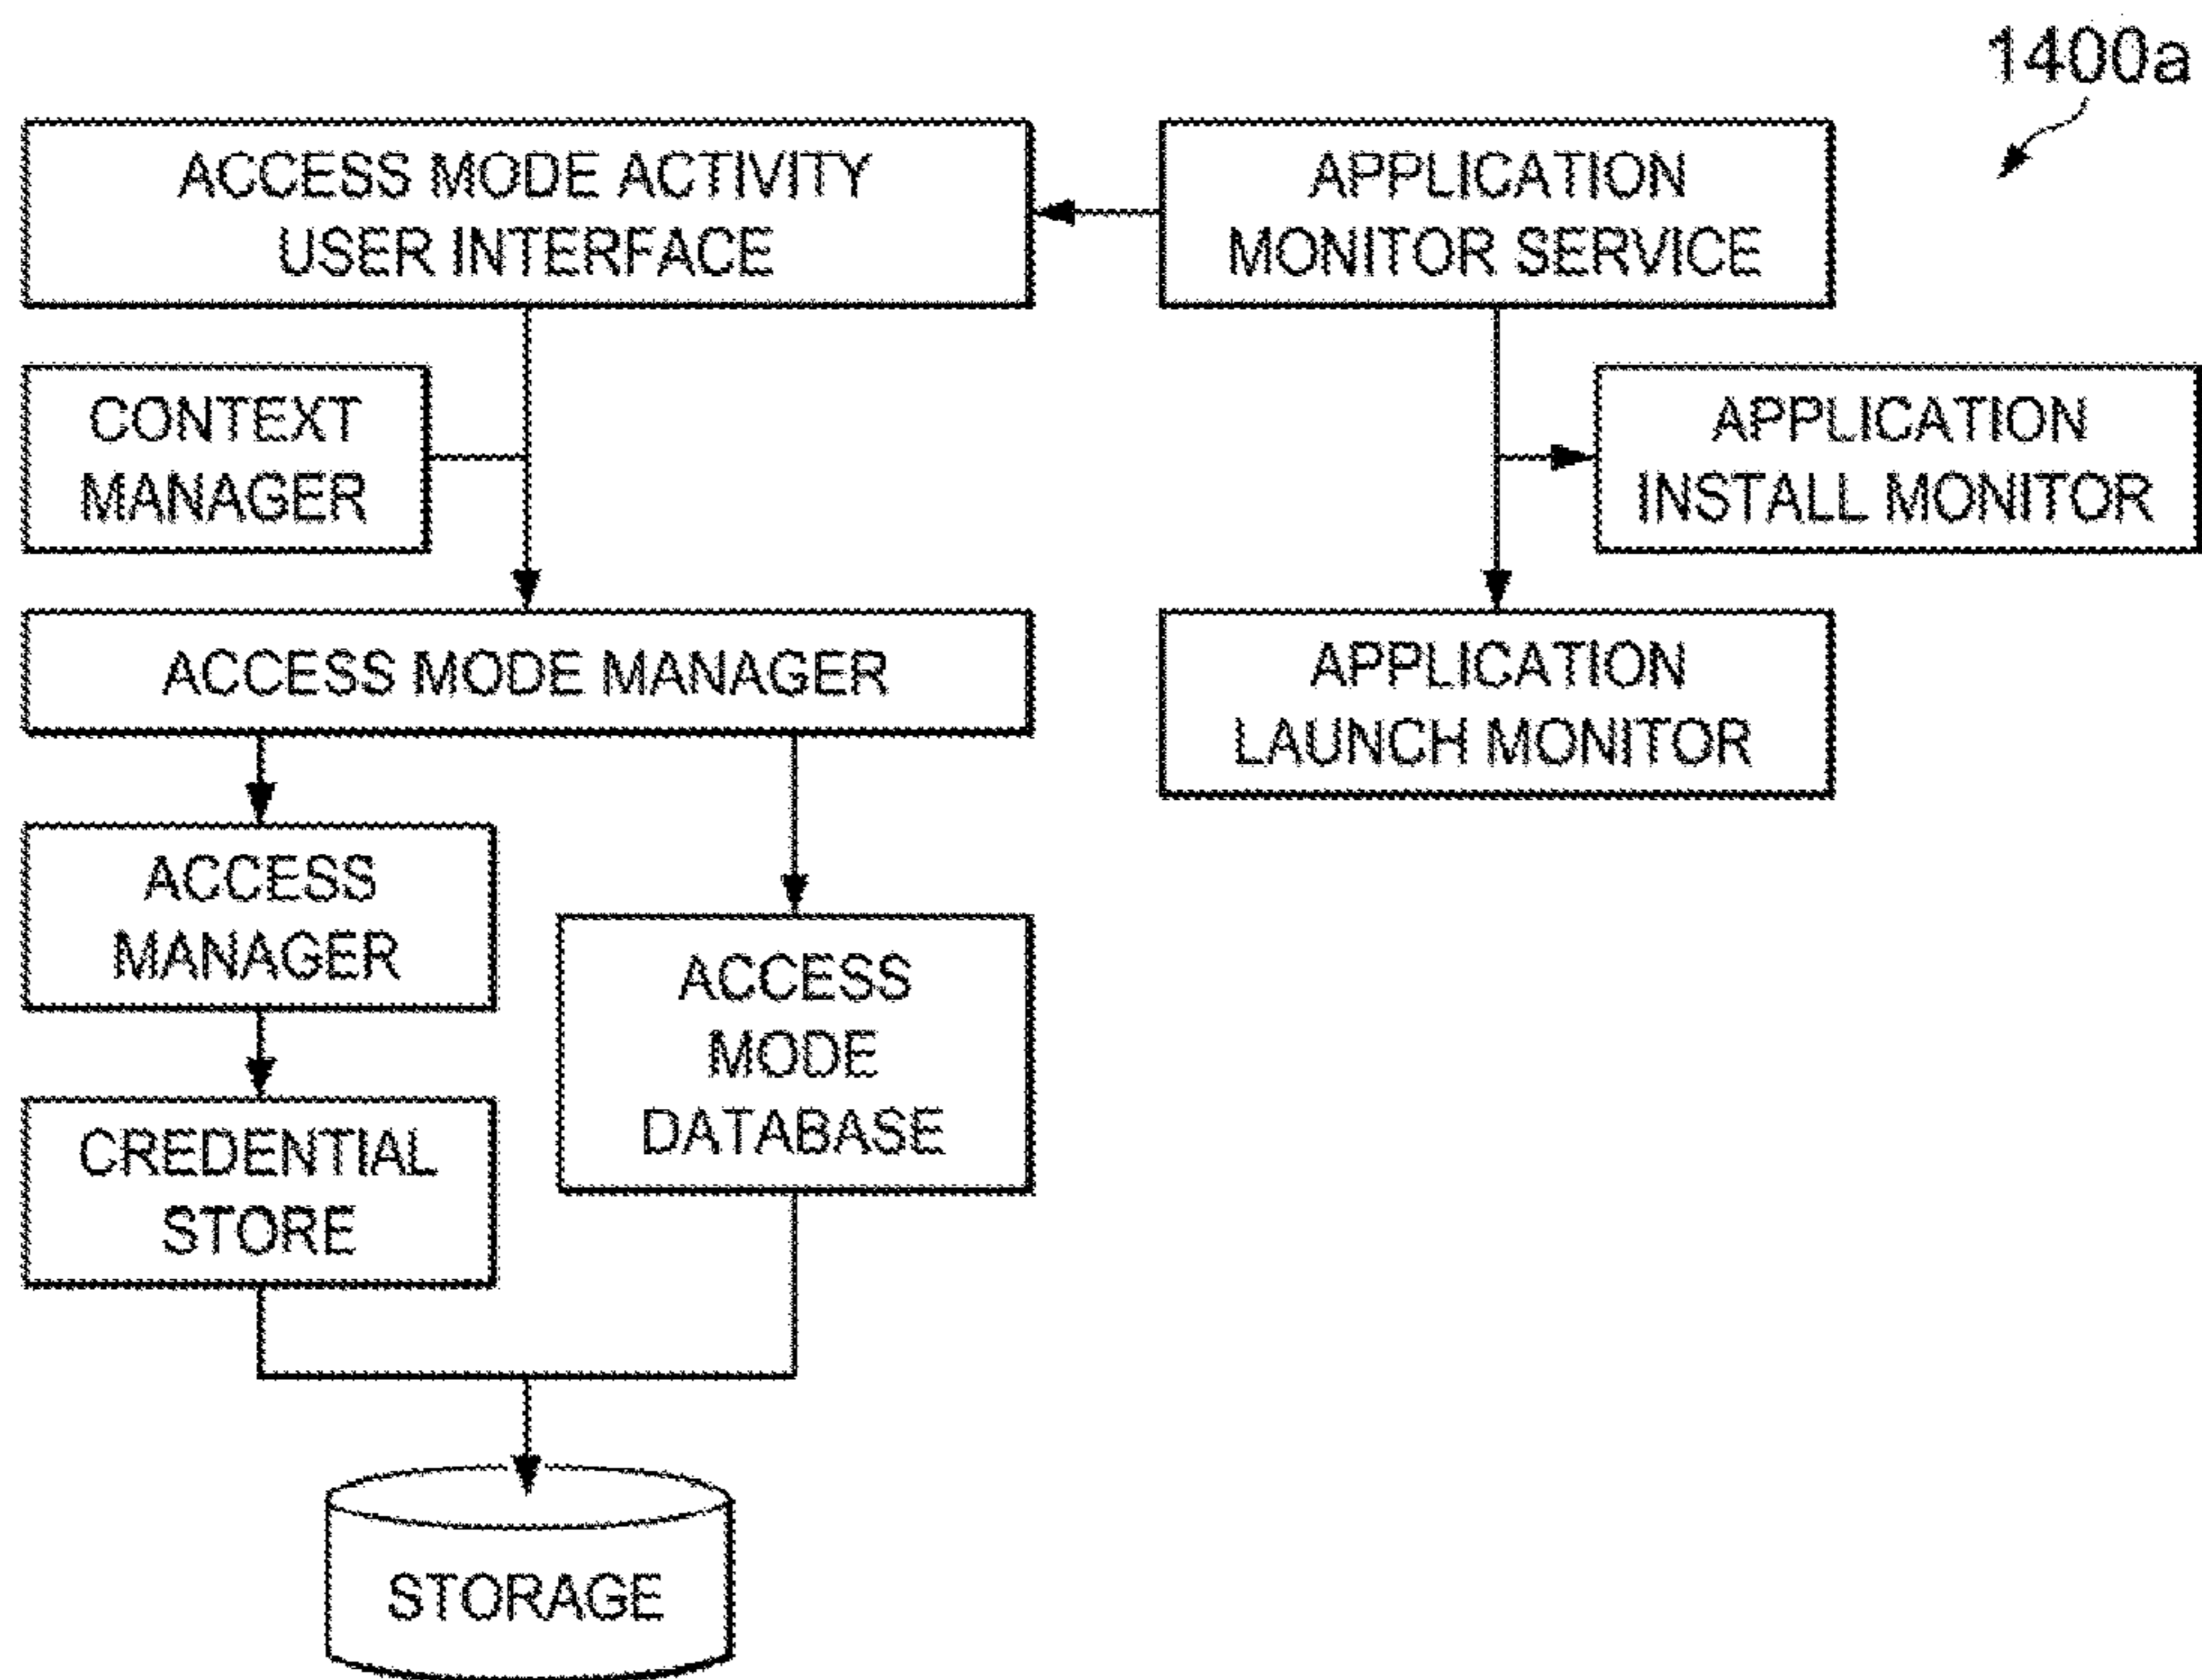 1400a
ACCESS MODE ACTIVITY
USER INTERFACE
APPLICATION
MONITOR SERVICE
CONTEXT
MANAGER
APPLICATION
INSTALL MONITOR
ACCESS MODE MANAGER
APPLICATION
LAUNCH MONITOR
ACCESS
MANAGER
ACCESS
MODE
DATABASE
CREDENTIAL
STORE
STORAGE